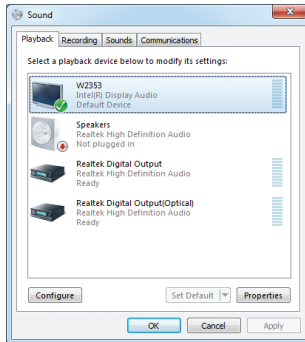 Sound
Playback Recording Sounds Communications
Select a playback device below to modify its settings:
W2353
Intel(R) Display Audio
Default Device
Speakers
Realtek High Definition Audio
Not plugged in
Realtek Digital Output
Realtek High Definition Audio
Ready
Realtek Digital Output(Optical)
Realtek High Definition Audio
Ready
Configure Set Default Properties
OK Cancel Apply